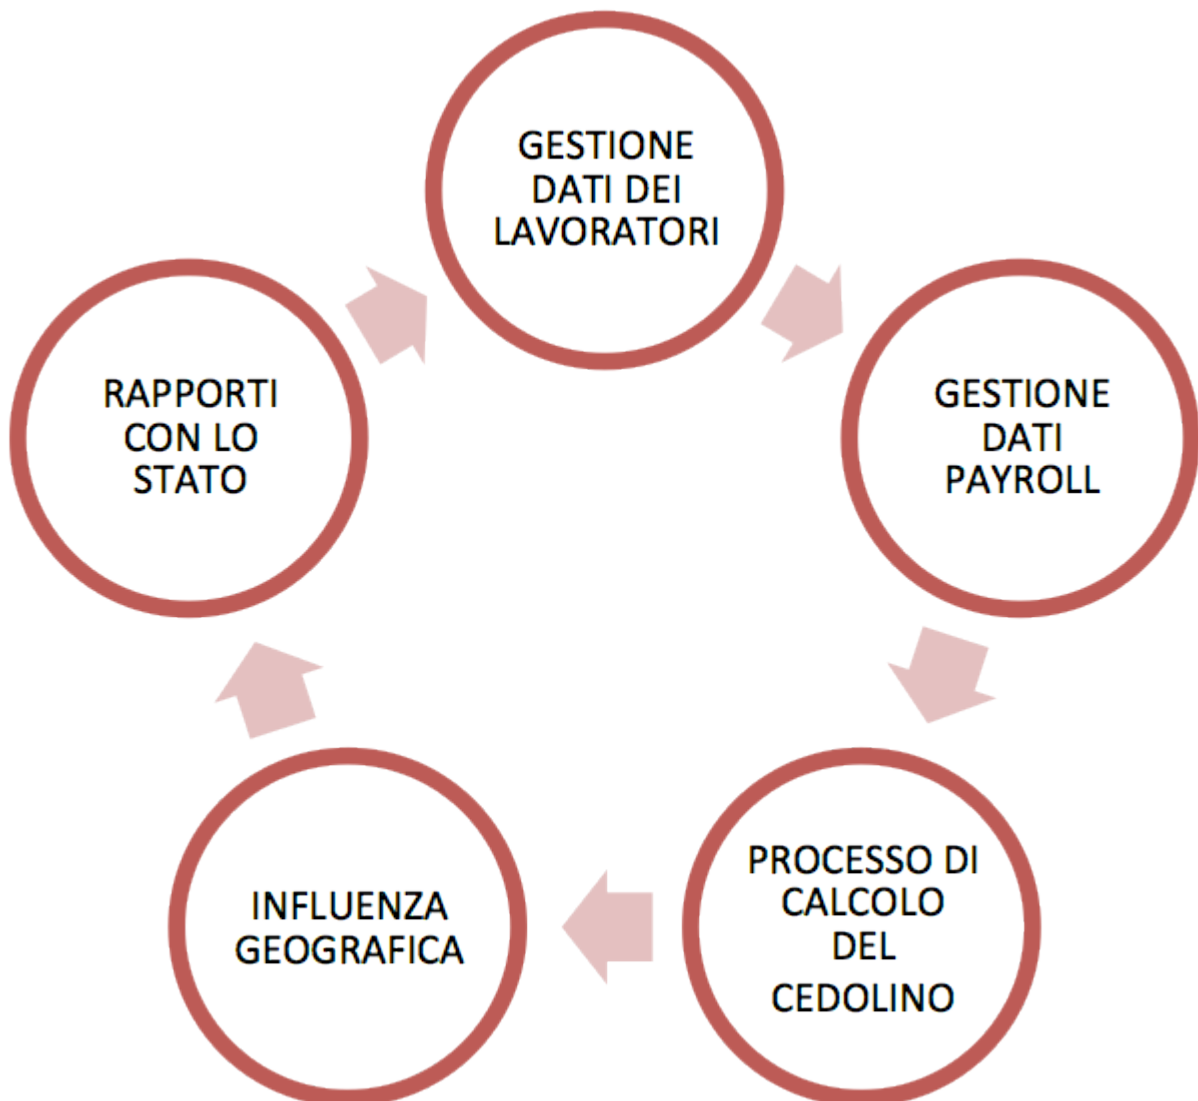 GESTIONE
DATI DEI
LAVORATORI
GESTIONE
DATI
PAYROLL
PROCESSO DI
CALCOLO
DEL
CEDOLINO
INFLUENZA
GEOGRAFICA
RAPPORTI
CON LO
STATO